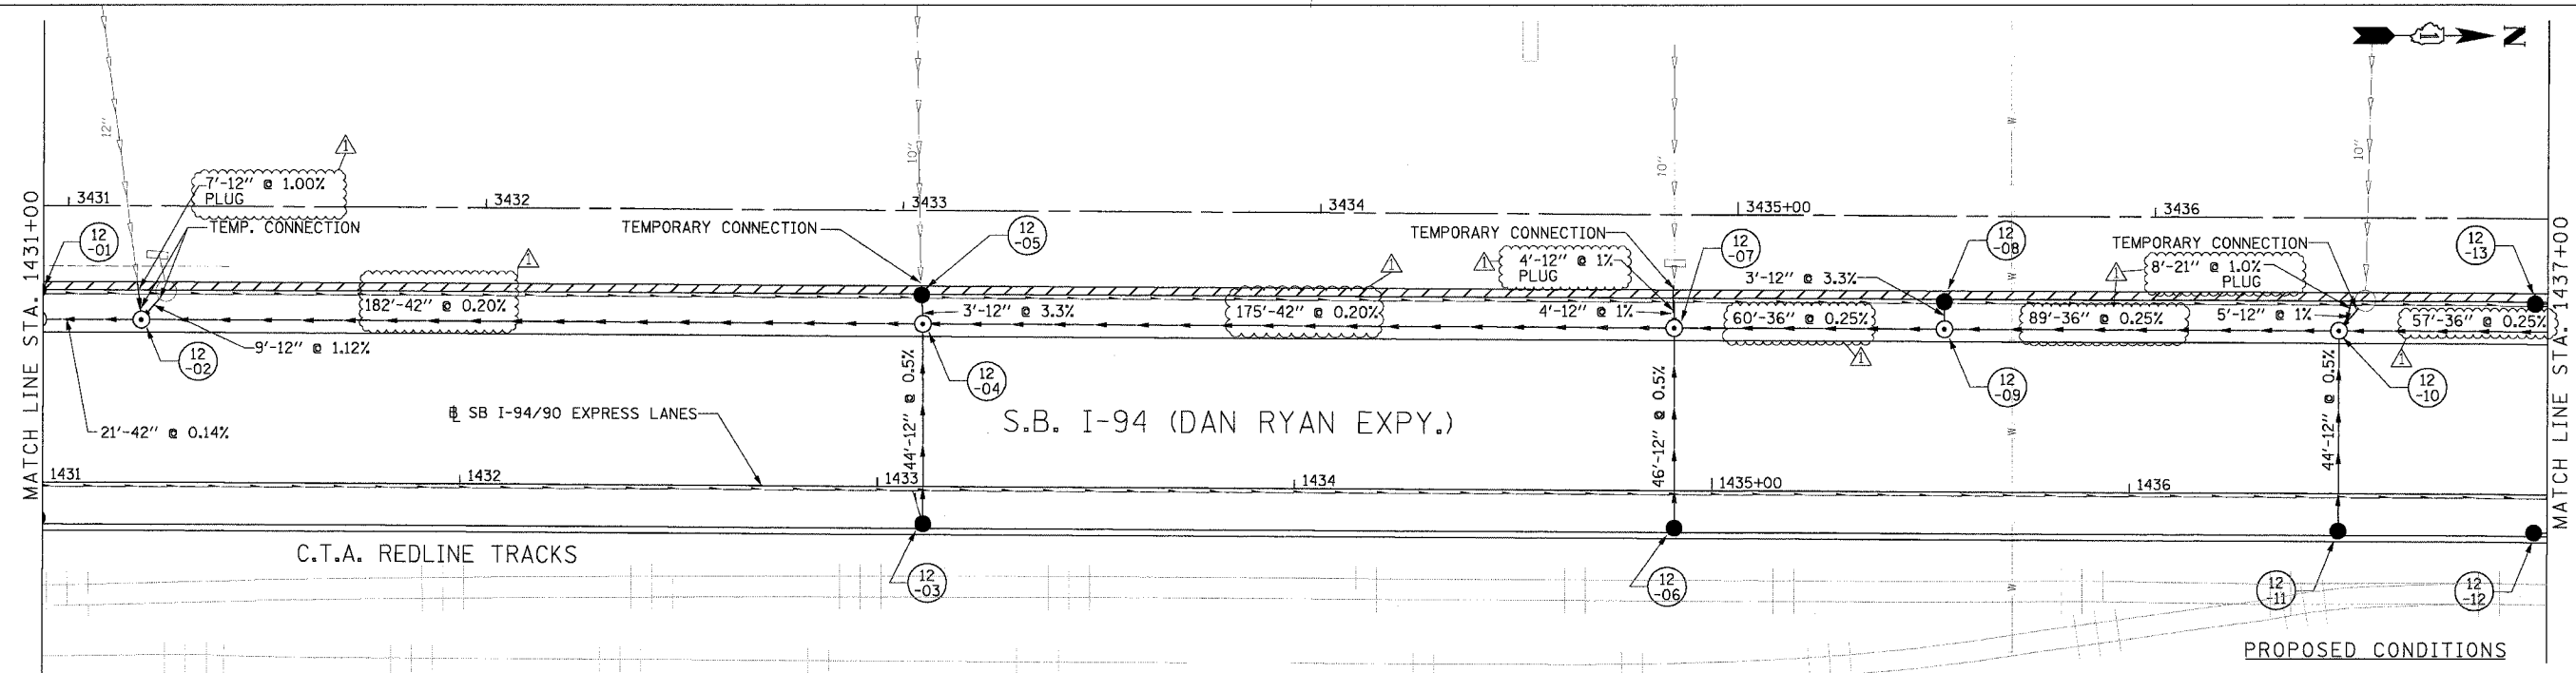 MATCH LINE STA. 1431+00
12"
7'-12" @ 1.00%
PLUG
1
TEMP. CONNECTION
3431
3432
3433
3434
3435+00
3436
10"
10"
10"
N
TEMPORARY CONNECTION
TEMPORARY CONNECTION
TEMPORARY CONNECTION
12
-01
12
-05
1
1
1
4'-12" @ 1%
PLUG
12
-07
12
-08
1
8'-21" @ 1.0%
PLUG
12
-13
3'-12" @ 3.3%
182'-42" @ 0.20%
3'-12" @ 3.3%
175'-42" @ 0.20%
4'-12" @ 1%
60'-36" @ 0.25%
89'-36" @ 0.25%
5'-12" @ 1%
57'-36" @ 0.25%
9'-12" @ 1.12%
12
-02
12
-04
1
12
-09
1
12
-10
W
W
W
21'-42" @ 0.14%
SB I-94/90 EXPRESS LANES
S.B. I-94 (DAN RYAN EXPY.)
44'-12" @ 0.5%
46'-12" @ 0.5%
44'-12" @ 0.5%
1431
1432
1433
1434
1435+00
1436
C.T.A. REDLINE TRACKS
12
-03
12
-06
12
-11
12
-12
MATCH LINE STA. 1437+00
PROPOSED CONDITIONS